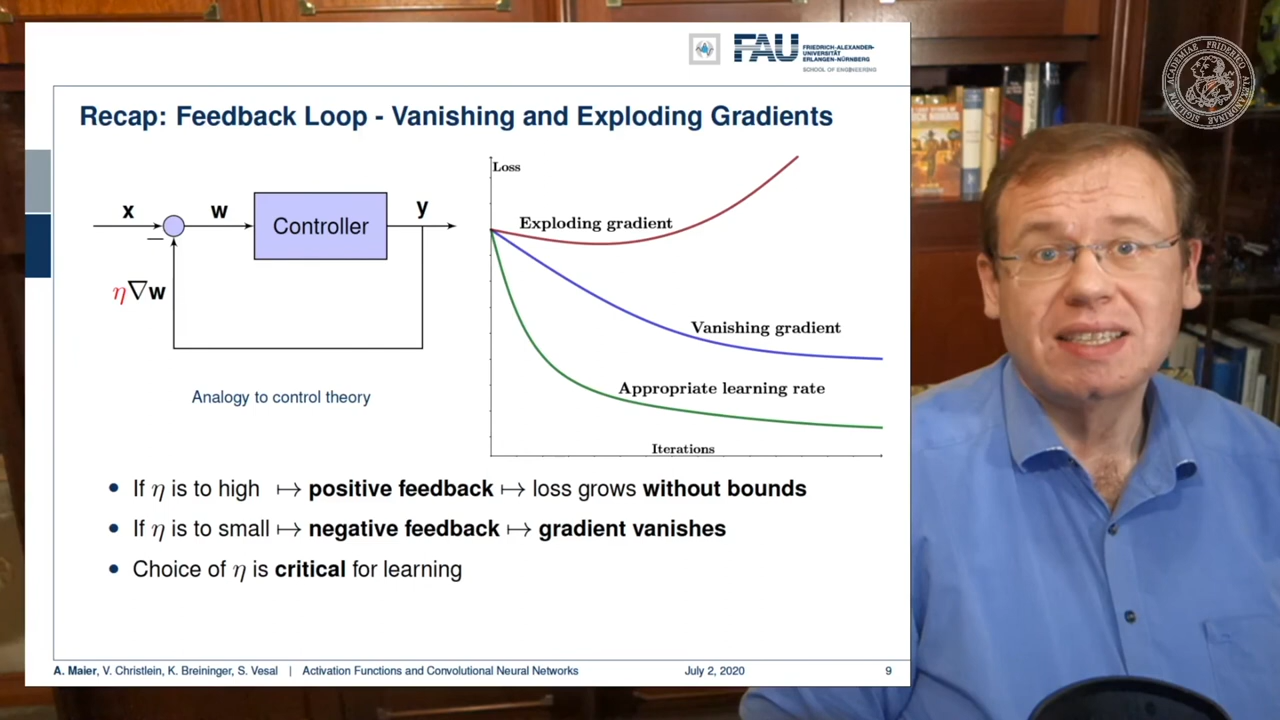 FAU
FRIEDRICH-ALEXANDER-
UNIVERSITÄT
ERLANGEN-NÜRNBERG
SCHOOL OF ENGINEERING
Recap: Feedback Loop - Vanishing and Exploding Gradients
x
w
Controller
y
−
η∇w
Analogy to control theory
Loss
Exploding gradient
Vanishing gradient
Appropriate learning rate
Iterations
• If η is to high ↦ positive feedback ↦ loss grows without bounds
• If η is to small ↦ negative feedback ↦ gradient vanishes
• Choice of η is critical for learning
A. Maier, V. Christlein, K. Breininger, S. Vesal | Activation Functions and Convolutional Neural Networks July 2, 2020 9